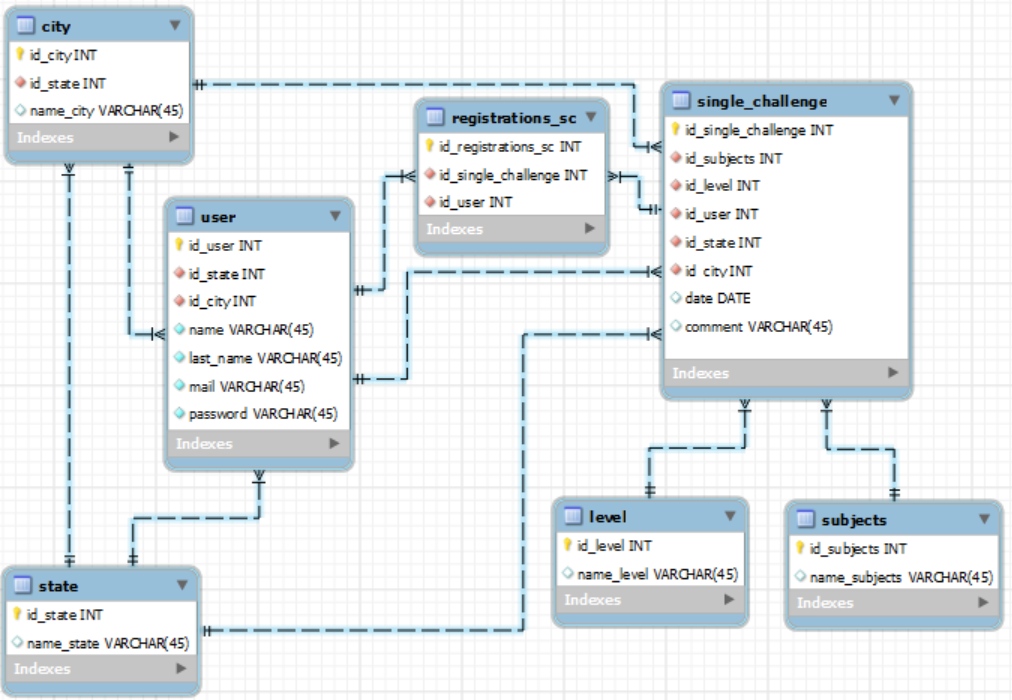 city
id_city INT
id_state INT
name_city VARCHAR(45)
Indexes
user
id_user INT
id_state INT
id_city INT
name VARCHAR(45)
last_name VARCHAR(45)
mail VARCHAR(45)
password VARCHAR(45)
Indexes
state
id_state INT
name_state VARCHAR(45)
Indexes
registrations_sc
id_registrations_sc INT
id_single_challenge INT
id_user INT
Indexes
single_challenge
id_single_challenge INT
id_subjects INT
id_level INT
id_user INT
id_state INT
id_city INT
date DATE
comment VARCHAR(45)
Indexes
level
id_level INT
name_level VARCHAR(45)
Indexes
subjects
id_subjects INT
name_subjects VARCHAR(45)
Indexes